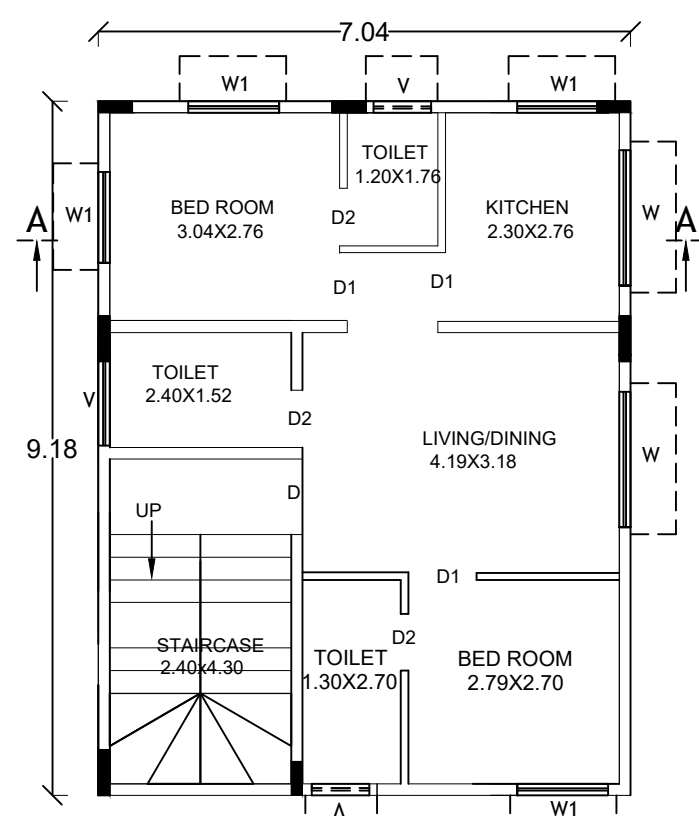 7.04
W1
V
W1
TOILET
1.20X1.76
BED ROOM
3.04X2.76
KITCHEN
2.30X2.76
W1
A
D2
W
A
D1
D1
TOILET
2.40X1.52
V
D2
9.18
LIVING/DINING
4.19X3.18
W
D
UP
D1
STAIRCASE
2.40x4.30
D2
TOILET
1.30X2.70
BED ROOM
2.79X2.70
V
W1